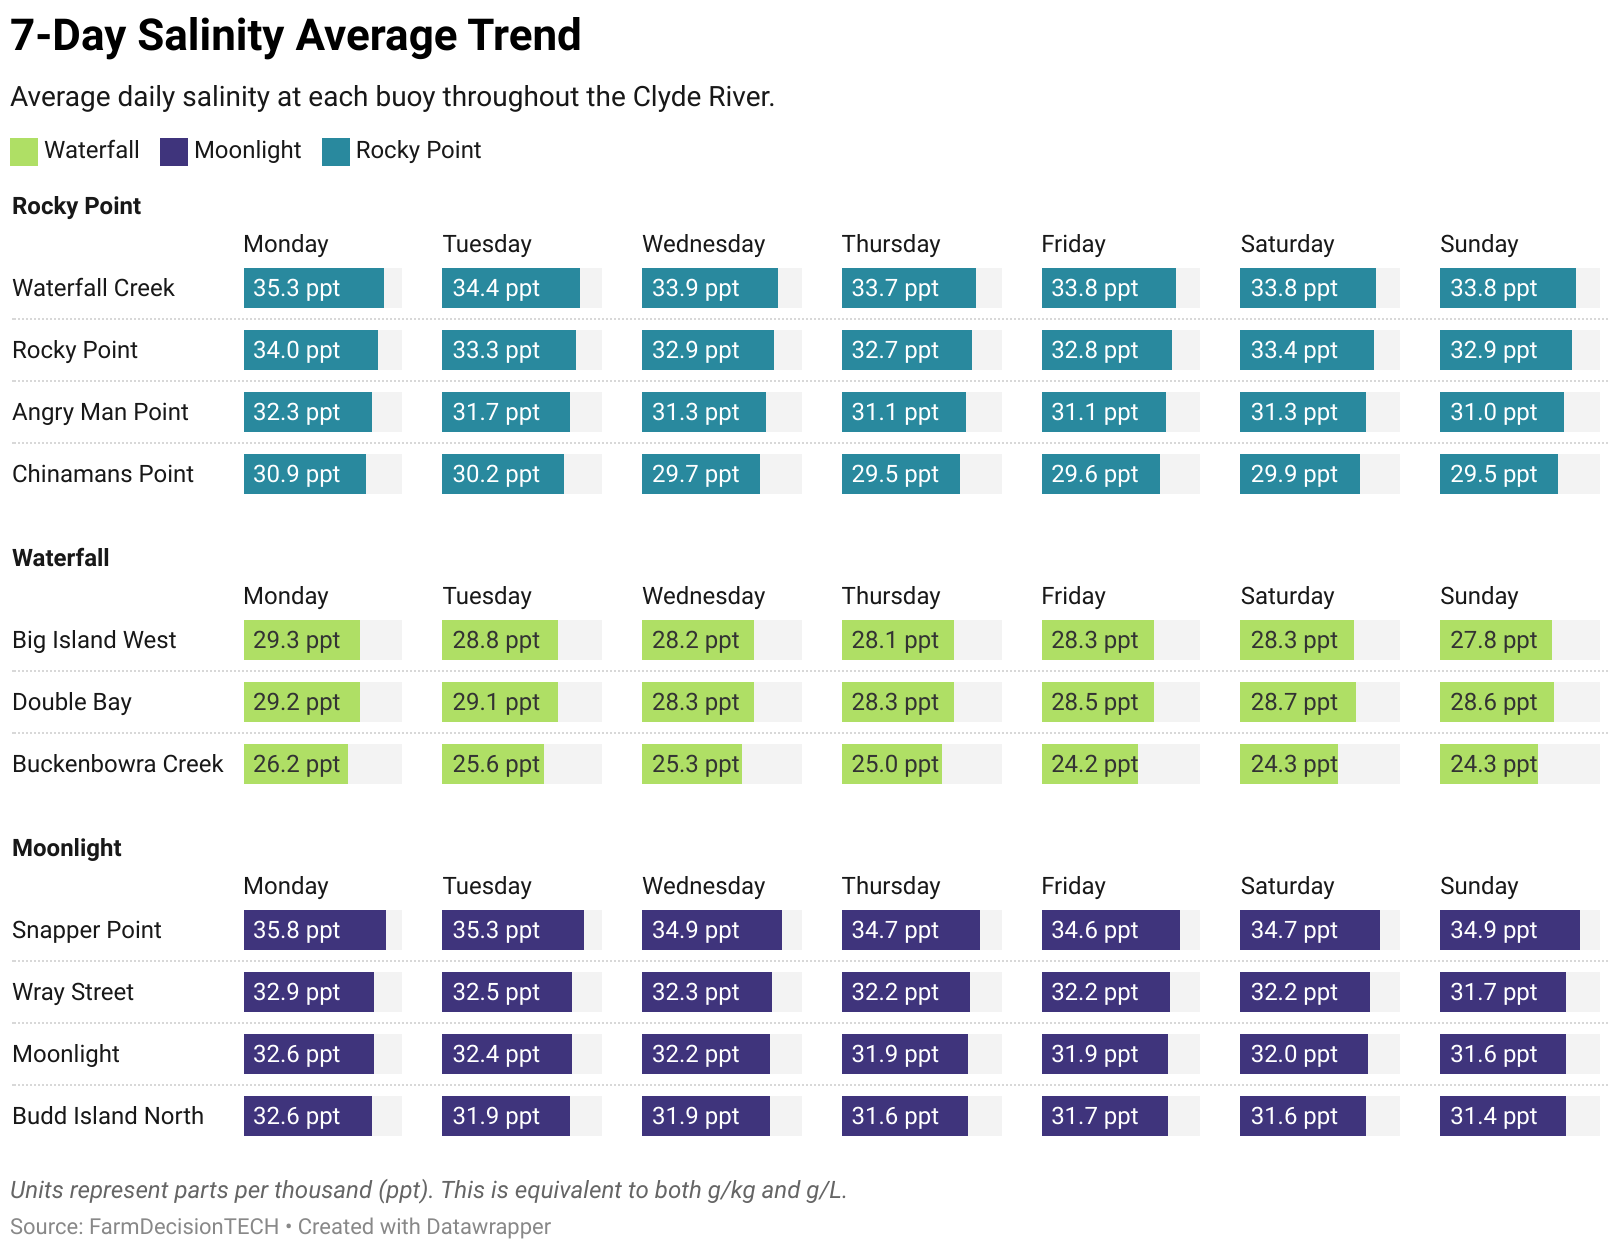 7-Day Salinity Average Trend
Average daily salinity at each buoy throughout the Clyde River.
Waterfall Moonlight Rocky Point
Rocky Point
Monday Tuesday Wednesday Thursday Friday Saturday Sunday
Waterfall Creek 35.3 ppt 34.4 ppt 33.9 ppt 33.7 ppt 33.8 ppt 33.8 ppt 33.8 ppt
Rocky Point 34.0 ppt 33.3 ppt 32.9 ppt 32.7 ppt 32.8 ppt 33.4 ppt 32.9 ppt
Angry Man Point 32.3 ppt 31.7 ppt 31.3 ppt 31.1 ppt 31.1 ppt 31.3 ppt 31.0 ppt
Chinamans Point 30.9 ppt 30.2 ppt 29.7 ppt 29.5 ppt 29.6 ppt 29.9 ppt 29.5 ppt
Waterfall
Monday Tuesday Wednesday Thursday Friday Saturday Sunday
Big Island West 29.3 ppt 28.8 ppt 28.2 ppt 28.1 ppt 28.3 ppt 28.3 ppt 27.8 ppt
Double Bay 29.2 ppt 29.1 ppt 28.3 ppt 28.3 ppt 28.5 ppt 28.7 ppt 28.6 ppt
Buckenbowra Creek 26.2 ppt 25.6 ppt 25.3 ppt 25.0 ppt 24.2 ppt 24.3 ppt 24.3 ppt
Moonlight
Monday Tuesday Wednesday Thursday Friday Saturday Sunday
Snapper Point 35.8 ppt 35.3 ppt 34.9 ppt 34.7 ppt 34.6 ppt 34.7 ppt 34.9 ppt
Wray Street 32.9 ppt 32.5 ppt 32.3 ppt 32.2 ppt 32.2 ppt 32.2 ppt 31.7 ppt
Moonlight 32.6 ppt 32.4 ppt 32.2 ppt 31.9 ppt 31.9 ppt 32.0 ppt 31.6 ppt
Budd Island North 32.6 ppt 31.9 ppt 31.9 ppt 31.6 ppt 31.7 ppt 31.6 ppt 31.4 ppt
Units represent parts per thousand (ppt). This is equivalent to both g/kg and g/L.
Source: FarmDecisionTECH • Created with Datawrapper